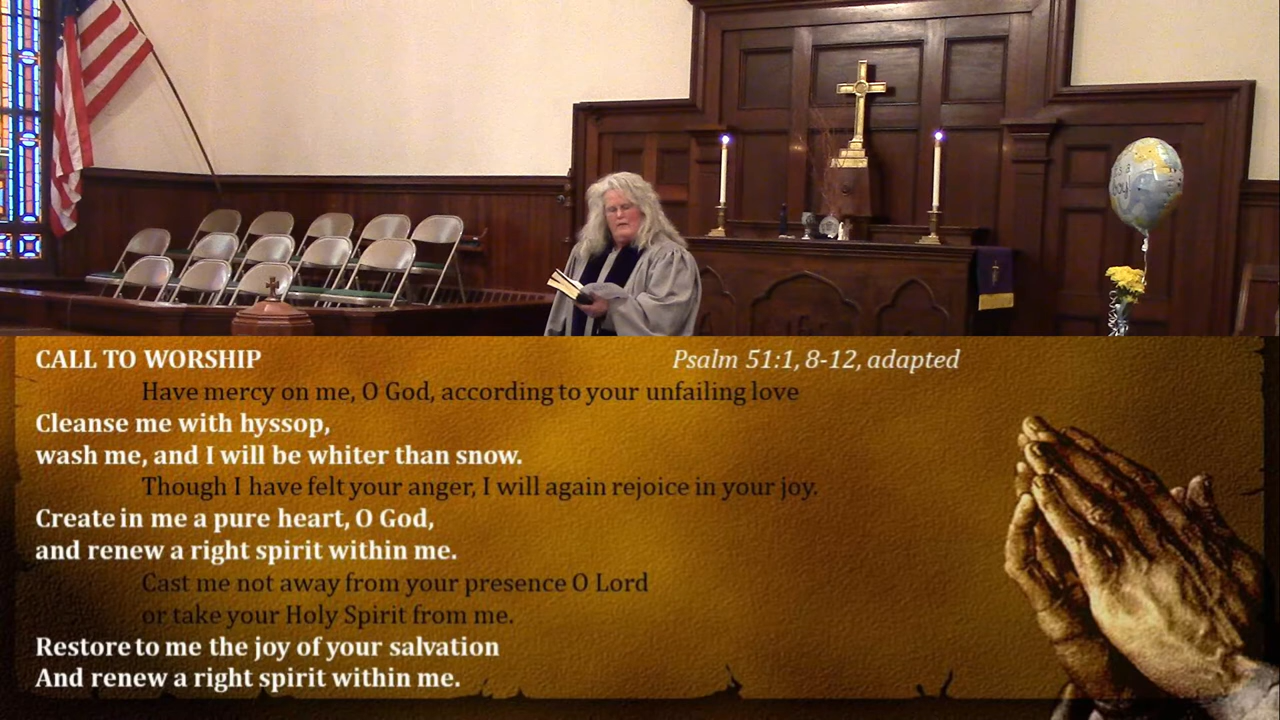 it's a
boy!
CALL TO WORSHIP Psalm 51:1, 8-12, adapted
Have mercy on me, O God, according to your unfailing love
Cleanse me with hyssop,
wash me, and I will be whiter than snow.
Though I have felt your anger, I will again rejoice in your joy.
Create in me a pure heart, O God,
and renew a right spirit within me.
Cast me not away from your presence O Lord
or take your Holy Spirit from me.
Restore to me the joy of your salvation
And renew a right spirit within me.